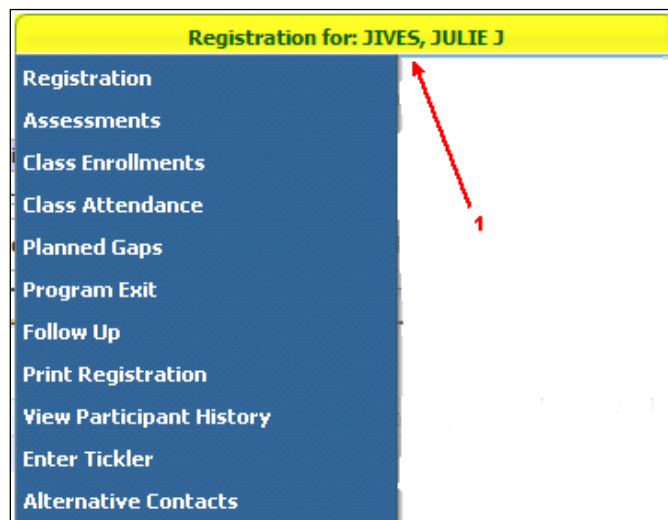 Registration for: JIVES, JULIE J
Registration
Assessments
Class Enrollments
Class Attendance
1
Planned Gaps
Program Exit
Follow Up
Print Registration
View Participant History
Enter Tickler
Alternative Contacts